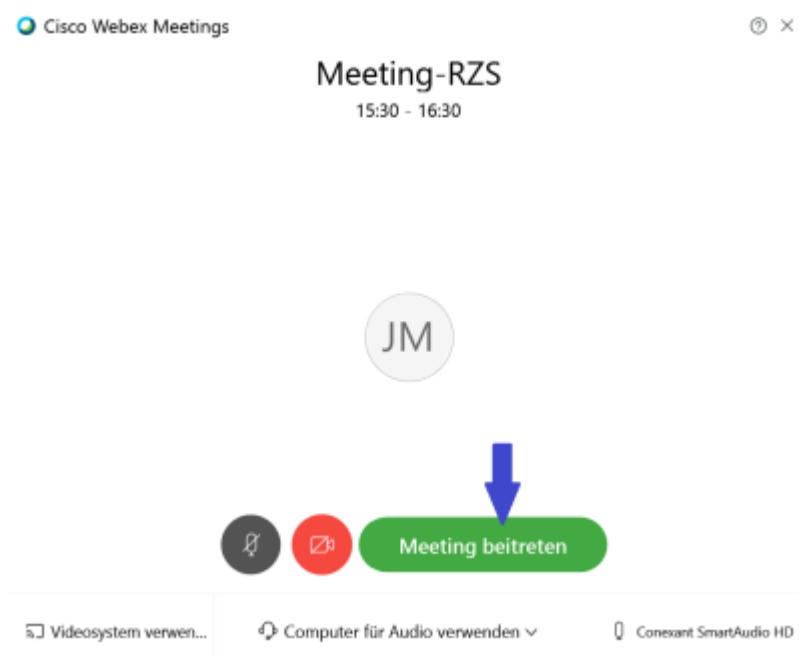 Cisco Webex Meetings
Meeting-RZS
15:30 - 16:30
JM
Meeting beitreten
Videosystem verwen...
Computer für Audio verwenden
Conexant SmartAudio HD